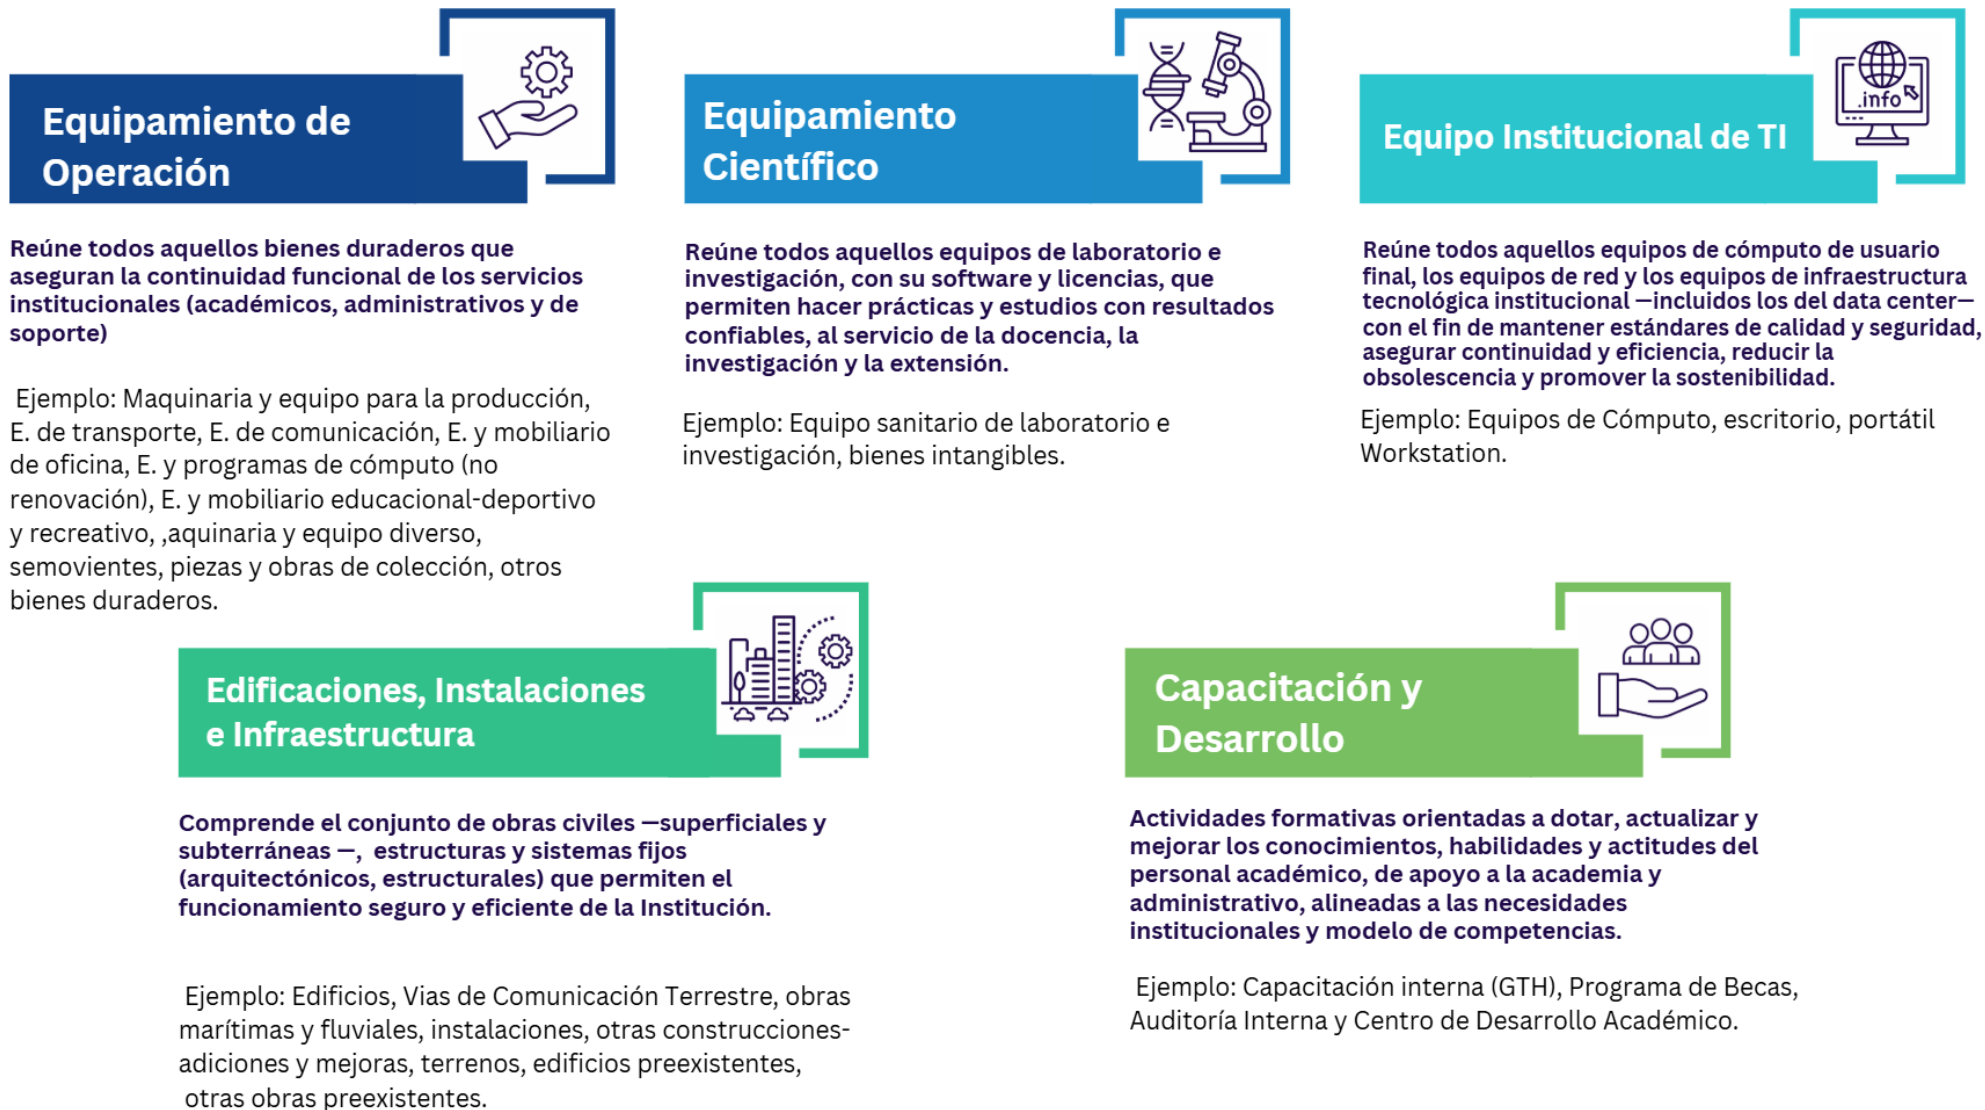 Equipamiento de
Operación
Reúne todos aquellos bienes duraderos que
aseguran la continuidad funcional de los servicios
institucionales (académicos, administrativos y de
soporte)
Ejemplo: Maquinaria y equipo para la producción,
E. de transporte, E. de comunicación, E. y mobiliario
de oficina, E. y programas de cómputo (no
renovación), E. y mobiliario educacional-deportivo
y recreativo, ,aquinaria y equipo diverso,
semovientes, piezas y obras de colección, otros
bienes duraderos.
Equipamiento
Científico
Reúne todos aquellos equipos de laboratorio e
investigación, con su software y licencias, que
permiten hacer prácticas y estudios con resultados
confiables, al servicio de la docencia, la
investigación y la extensión.
Ejemplo: Equipo sanitario de laboratorio e
investigación, bienes intangibles.
Equipo Institucional de TI
.info
Reúne todos aquellos equipos de cómputo de usuario
final, los equipos de red y los equipos de infraestructura
tecnológica institucional —incluidos los del data center—
con el fin de mantener estándares de calidad y seguridad,
asegurar continuidad y eficiencia, reducir la
obsolescencia y promover la sostenibilidad.
Ejemplo: Equipos de Cómputo, escritorio, portátil
Workstation.
Edificaciones, Instalaciones
e Infraestructura
Comprende el conjunto de obras civiles —superficiales y
subterráneas —, estructuras y sistemas fijos
(arquitectónicos, estructurales) que permiten el
funcionamiento seguro y eficiente de la Institución.
Ejemplo: Edificios, Vias de Comunicación Terrestre, obras
marítimas y fluviales, instalaciones, otras construcciones-
adiciones y mejoras, terrenos, edificios preexistentes,
otras obras preexistentes.
Capacitación y
Desarrollo
Actividades formativas orientadas a dotar, actualizar y
mejorar los conocimientos, habilidades y actitudes del
personal académico, de apoyo a la academia y
administrativo, alineadas a las necesidades
institucionales y modelo de competencias.
Ejemplo: Capacitación interna (GTH), Programa de Becas,
Auditoría Interna y Centro de Desarrollo Académico.